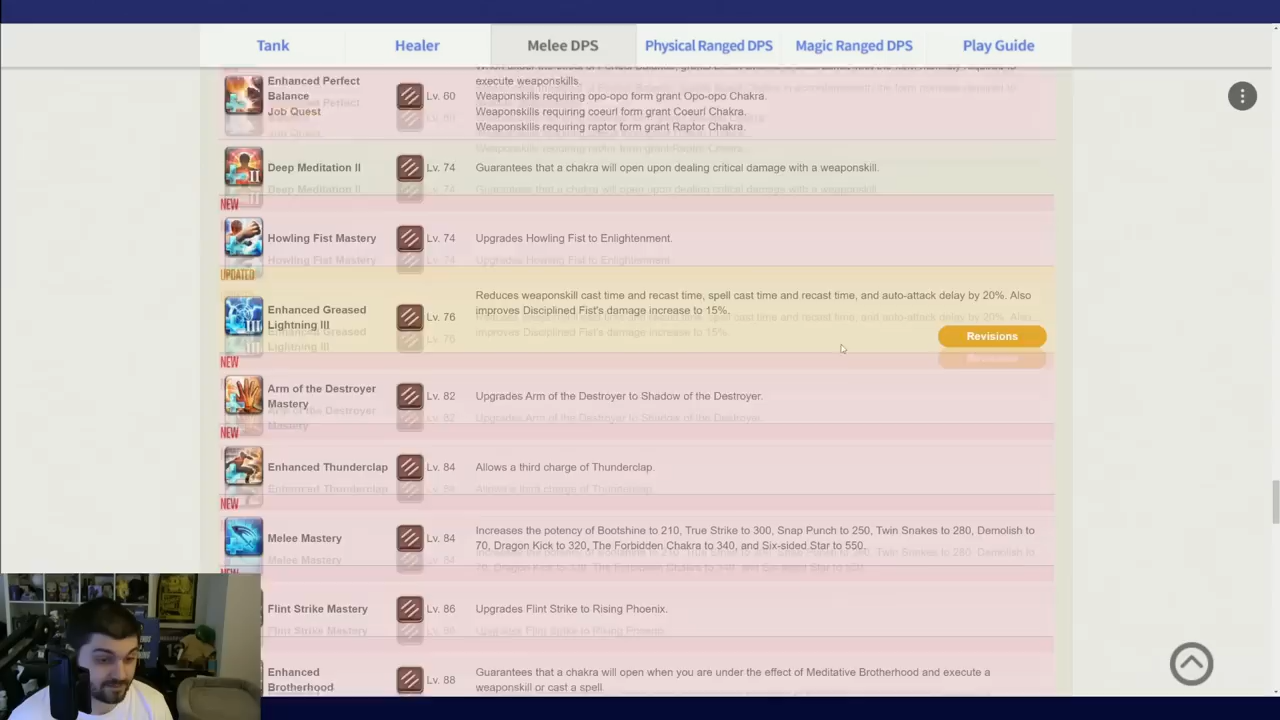 Tank
Healer
Melee DPS
Physical Ranged DPS
Magic Ranged DPS
Play Guide
Enhanced Perfect
Balance
Job Quest
Lv. 60
execute weaponskills.
Weaponskills requiring opo-opo form grant Opo-opo Chakra.
Weaponskills requiring coeurl form grant Coeurl Chakra.
Weaponskills requiring raptor form grant Raptor Chakra.
Deep Meditation II
Lv. 74
Guarantees that a chakra will open upon dealing critical damage with a weaponskill.
NEW
Howling Fist Mastery
Lv. 74
Upgrades Howling Fist to Enlightenment.
UPDATED
Enhanced Greased
Lightning III
Lv. 76
Reduces weaponskill cast time and recast time, spell cast time and recast time, and auto-attack delay by 20%. Also
improves Disciplined Fist's damage increase to 15%.
Revisions
NEW
Arm of the Destroyer
Mastery
Lv. 82
Upgrades Arm of the Destroyer to Shadow of the Destroyer.
NEW
Enhanced Thunderclap
Lv. 84
Allows a third charge of Thunderclap.
NEW
Melee Mastery
Lv. 84
Increases the potency of Bootshine to 210, True Strike to 300, Snap Punch to 250, Twin Snakes to 280, Demolish to
70, Dragon Kick to 320, The Forbidden Chakra to 340, and Six-sided Star to 550.
Flint Strike Mastery
Lv. 86
Upgrades Flint Strike to Rising Phoenix.
Enhanced
Brotherhood
Lv. 88
Guarantees that a chakra will open when you are under the effect of Meditative Brotherhood and execute a
weaponskill or cast a spell.